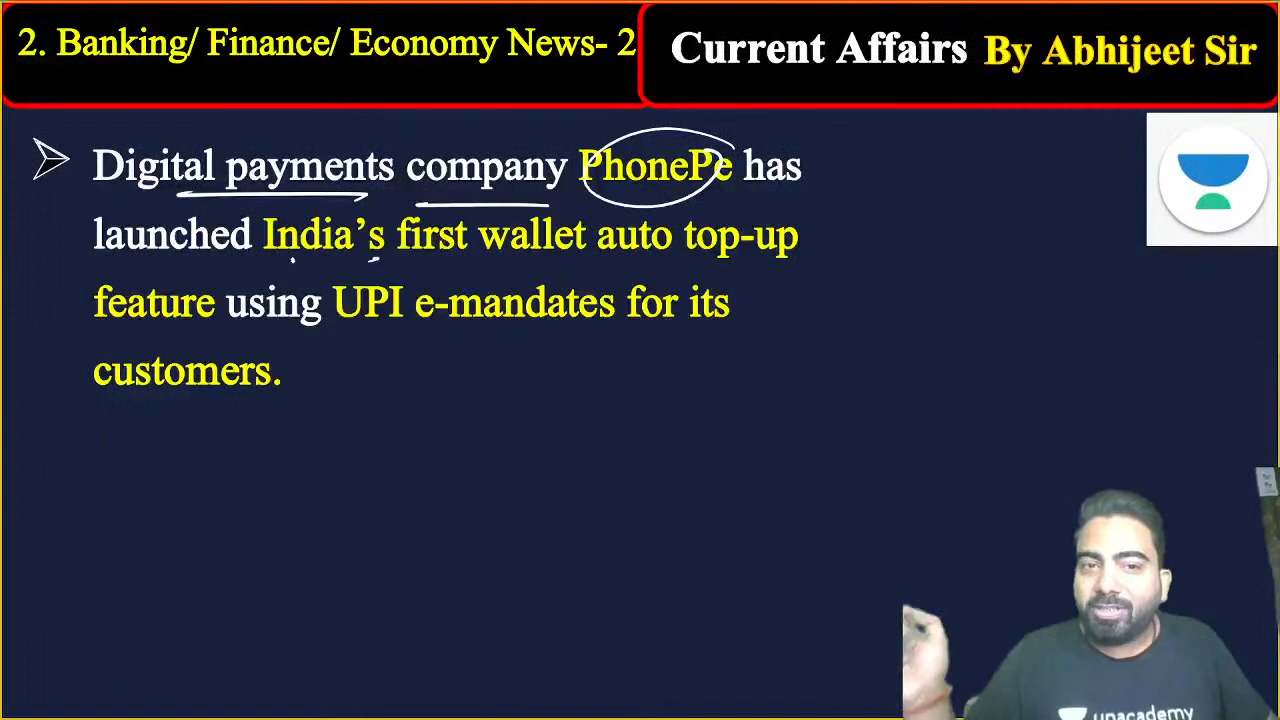 2. Banking/ Finance/ Economy News- 2
Current Affairs By Abhijeet Sir
Digital payments company PhonePe has
launched India’s first wallet auto top-up
feature using UPI e-mandates for its
customers.
unacademy